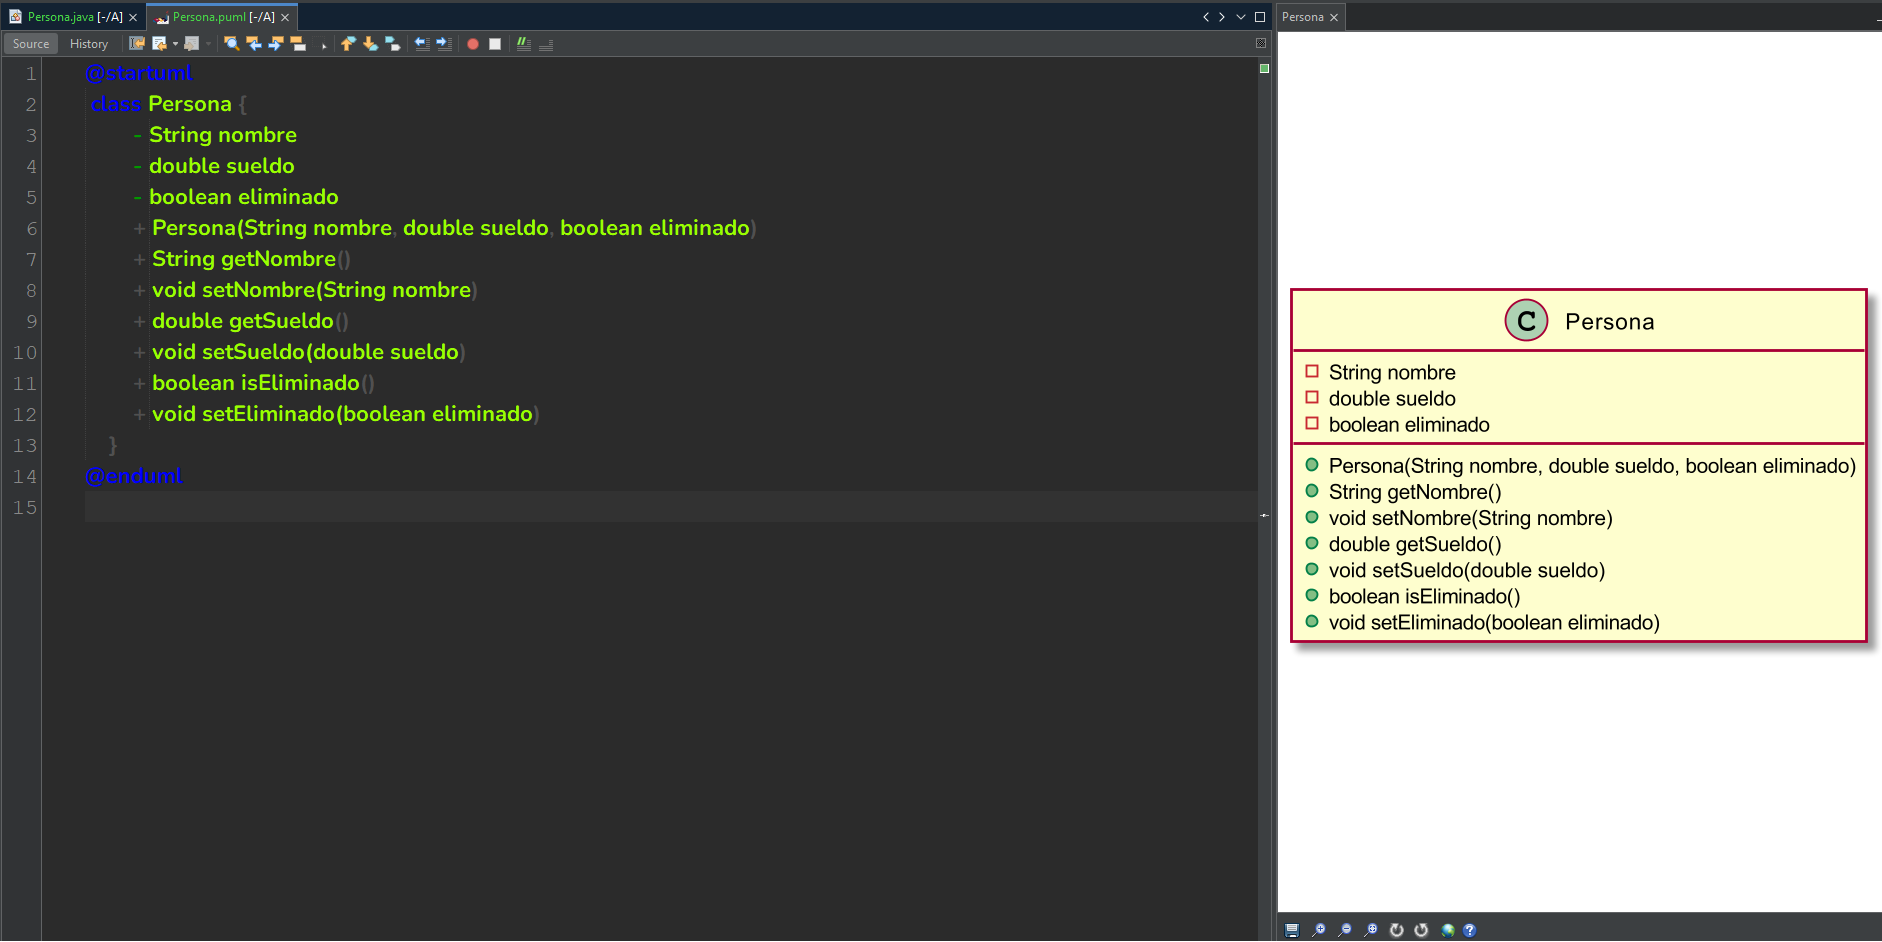 Persona.java [-/A]
Persona.puml [-/A]
Persona
Source History
1 @startuml
2 class Persona {
3 - String nombre
4 - double sueldo
5 - boolean eliminado
6 + Persona(String nombre, double sueldo, boolean eliminado)
7 + String getNombre()
8 + void setNombre(String nombre)
9 + double getSueldo()
10 + void setSueldo(double sueldo)
11 + boolean isEliminado()
12 + void setEliminado(boolean eliminado)
13 }
14 @enduml
15
C Persona
String nombre
double sueldo
boolean eliminado
Persona(String nombre, double sueldo, boolean eliminado)
String getNombre()
void setNombre(String nombre)
double getSueldo()
void setSueldo(double sueldo)
boolean isEliminado()
void setEliminado(boolean eliminado)